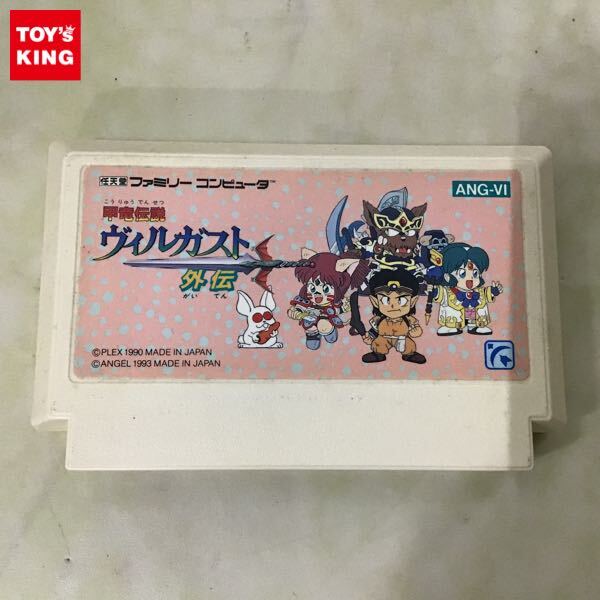 TOY'S
KING
任天堂 ファミリー コンピュータ™
ANG-VI
こうりゅうでんせつ
甲竜伝説
ヴィルガスト
外伝
がいでん
©PLEX 1990 MADE IN JAPAN
©ANGEL 1993 MADE IN JAPAN